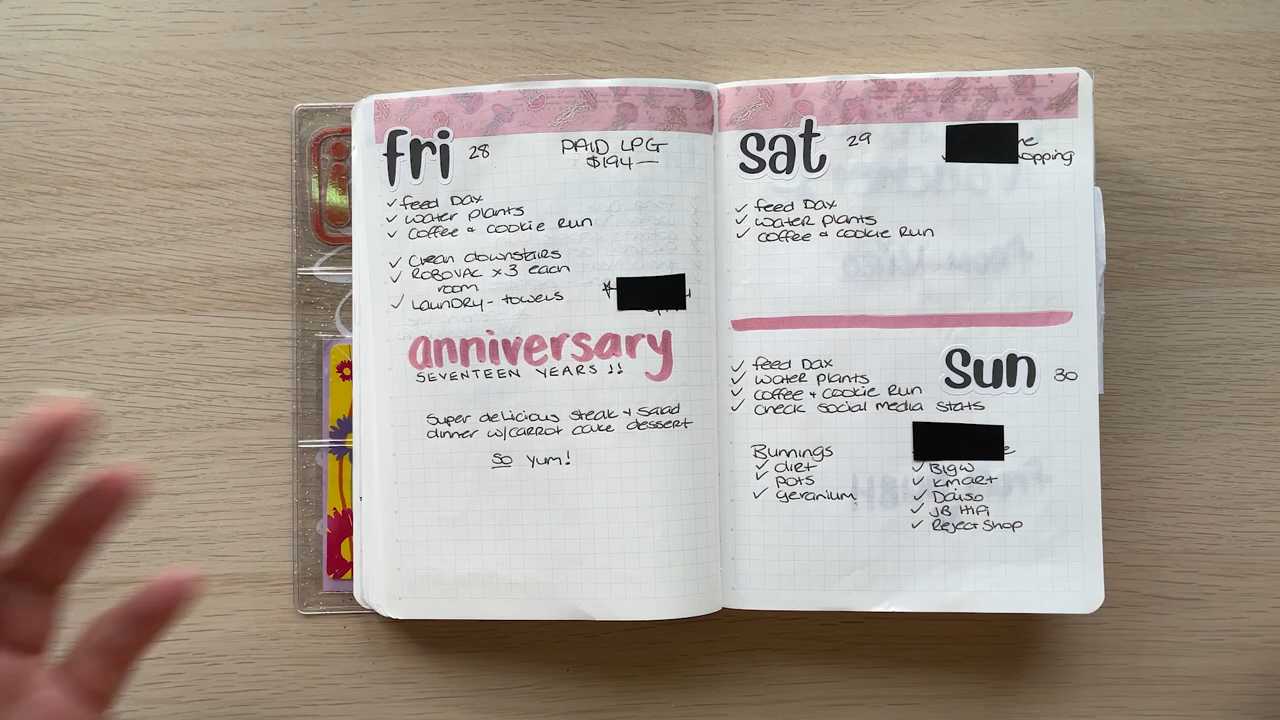 fri 28
PAID LPG
$194—
✓ feed Dax
✓ water plants
✓ coffee & cookie Run
✓ Clean downstairs
✓ ROBOVAC x 3 each
room
✓ LAUNDRY - towels
anniversary
SEVENTEEN YEARS !!
Super delicious steak & salad
dinner w/carrot cake dessert
So Yum!
sat 29
✓ feed Dax
✓ water plants
✓ coffee & cookie Run
Sun 30
✓ feed Dax
✓ water plants
✓ coffee & cookie Run
✓ check social media stats
Bunnings
✓ dirt
✓ pots
✓ geranium
✓ BIGW
✓ Kmart
✓ Daiso
✓ JB HiFi
✓ Reject Shop